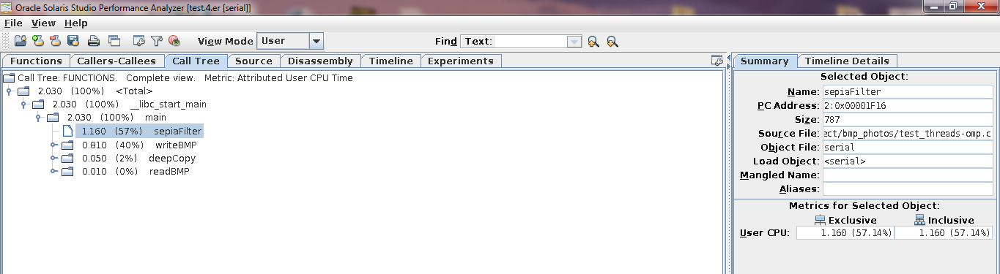 Oracle Solaris Studio Performance Analyzer [test.4.er [serial]]
File View Help
View Mode User Find Text:
Functions Callers-Callees Call Tree Source Disassembly Timeline Experiments Summary Timeline Details
Call Tree: FUNCTIONS. Complete view. Metric: Attributed User CPU Time
2.030 (100%) <Total>
2.030 (100%) __libc_start_main
2.030 (100%) main
1.160 (57%) sepiaFilter
0.810 (40%) writeBMP
0.050 (2%) deepCopy
0.010 (0%) readBMP
Selected Object:
Name: sepiaFilter
PC Address: 2:0x00001F16
Size: 787
Source File: ect/bmp_photos/test_threads-omp.c
Object File: serial
Load Object: <serial>
Mangled Name:
Aliases:
Metrics for Selected Object:
Exclusive Inclusive
User CPU: 1.160 (57.14%) 1.160 (57.14%)